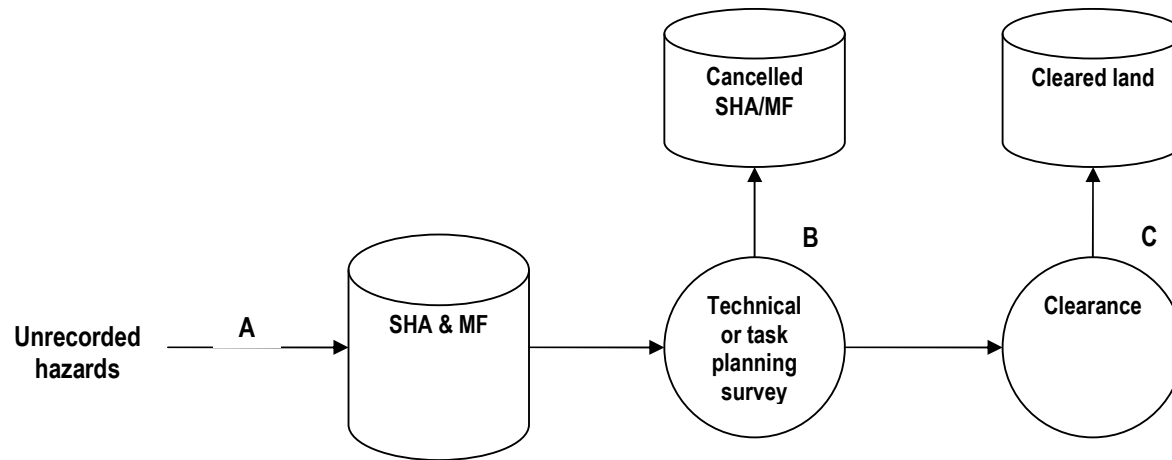 Unrecorded
hazards
A
SHA & MF
Technical
or task
planning
survey
B
Cancelled
SHA/MF
Clearance
C
Cleared land